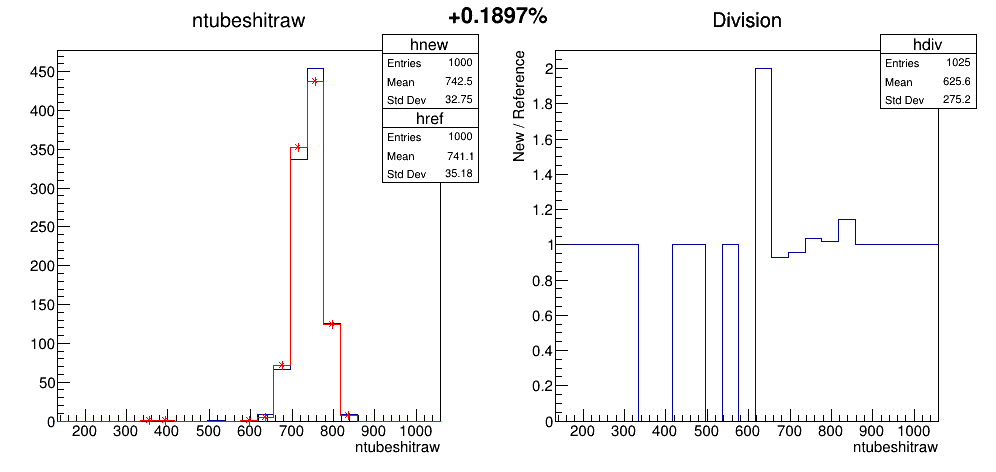 +0.1897%
ntubeshitraw
hnew
Entries 1000
Mean 742.5
Std Dev 32.75
href
Entries 1000
Mean 741.1
Std Dev 35.18
450
400
350
300
250
200
150
100
50
0
200 300 400 500 600 700 800 900 1000
ntubeshitraw
Division
hdiv
Entries 1025
Mean 625.6
Std Dev 275.2
New / Reference
2
1.8
1.6
1.4
1.2
1
0.8
0.6
0.4
0.2
0
200 300 400 500 600 700 800 900 1000
ntubeshitraw